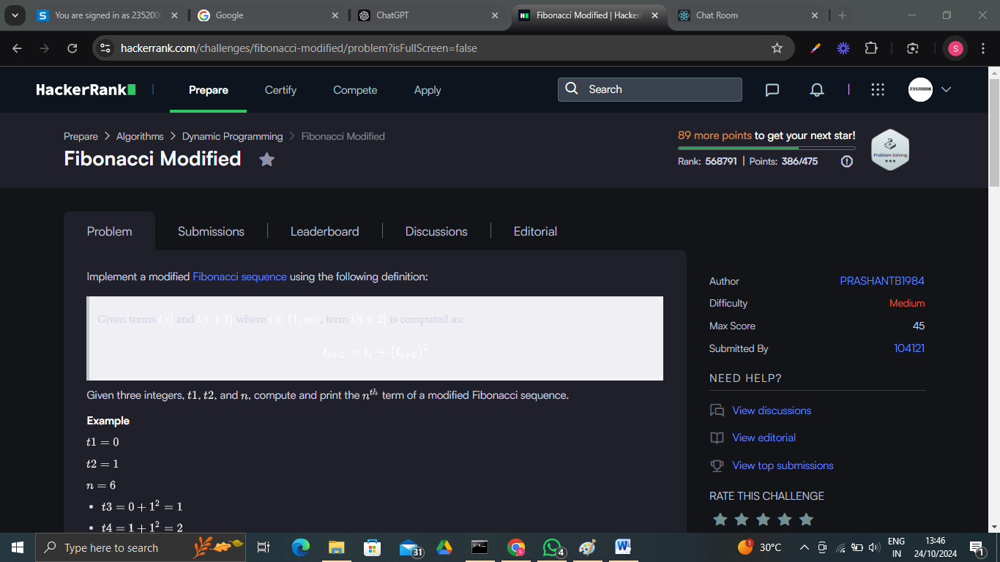 You are signed in as 235200
Google
ChatGPT
Fibonacci Modified | Hacker
Chat Room
hackerrank.com/challenges/fibonacci-modified/problem?isFullScreen=false
S
HackerRank
Prepare
Certify
Compete
Apply
Search
23520008
Prepare > Algorithms > Dynamic Programming > Fibonacci Modified
Fibonacci Modified
89 more points to get your next star!
Rank: 568791 | Points: 386/475
Problem Solving
Problem
Submissions
Leaderboard
Discussions
Editorial
Implement a modified Fibonacci sequence using the following definition:
Given terms t[i] and t[i + 1] where i ∈ (1, ∞), term t[i + 2] is computed as:
t_{i+2} = t_i + (t_{i+1})^2
Given three integers, t1, t2, and n, compute and print the n^{th} term of a modified Fibonacci sequence.
Example
t1 = 0
t2 = 1
n = 6
• t3 = 0 + 1^2 = 1
• t4 = 1 + 1^2 = 2
Author PRASHANTB1984
Difficulty Medium
Max Score 45
Submitted By 104121
NEED HELP?
View discussions
View editorial
View top submissions
RATE THIS CHALLENGE
Type here to search
31
4
1
30°C
ENG
IN
13:46
24/10/2024
1